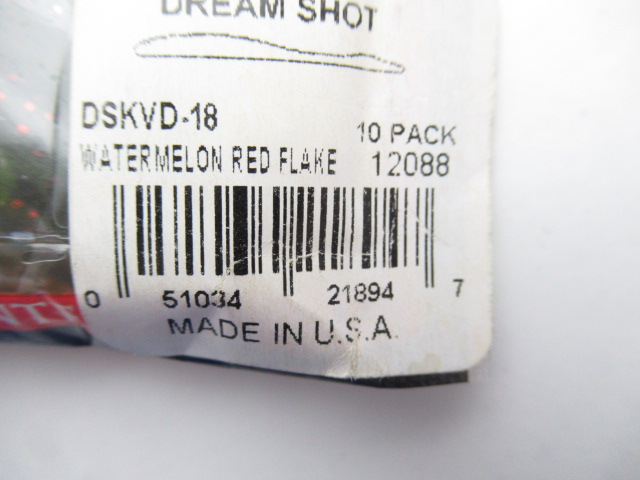 DREAM SHOT
DSKVD-18
10 PACK
WATERMELON RED FLAKE 12088
0 51034 21894 7
MADE IN U.S.A.